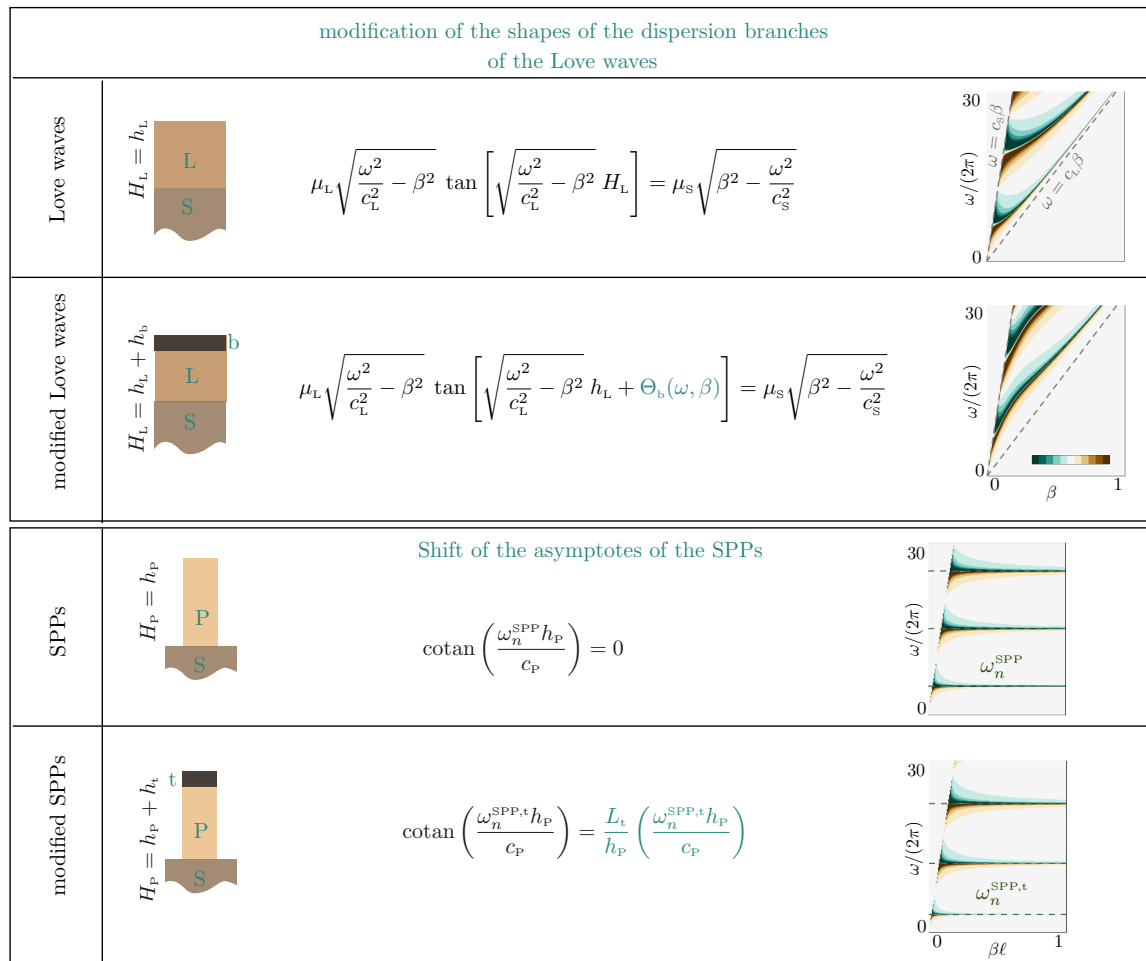 modification of the shapes of the dispersion branches
of the Love waves
Love waves
H_L = h_L
L
S
μ_L √(ω²/c_L² − β²) tan [√(ω²/c_L² − β²) H_L] = μ_S √(β² − ω²/c_S²)
30
ω/(2π)
0
ω = c_S β
ω = c_L β
modified Love waves
H_L = h_L + h_b
b
L
S
μ_L √(ω²/c_L² − β²) tan [√(ω²/c_L² − β²) h_L + Θ_b(ω, β)] = μ_S √(β² − ω²/c_S²)
30
ω/(2π)
0
0 1
β
Shift of the asymptotes of the SPPs
SPPs
H_P = h_P
P
S
cotan (ω_n^SPP h_P / c_P) = 0
30
ω/(2π)
0
ω_n^SPP
modified SPPs
H_P = h_P + h_t
t
P
S
cotan (ω_n^SPP,t h_P / c_P) = L_t / h_P (ω_n^SPP,t h_P / c_P)
30
ω/(2π)
0
ω_n^SPP,t
0 1
βℓ